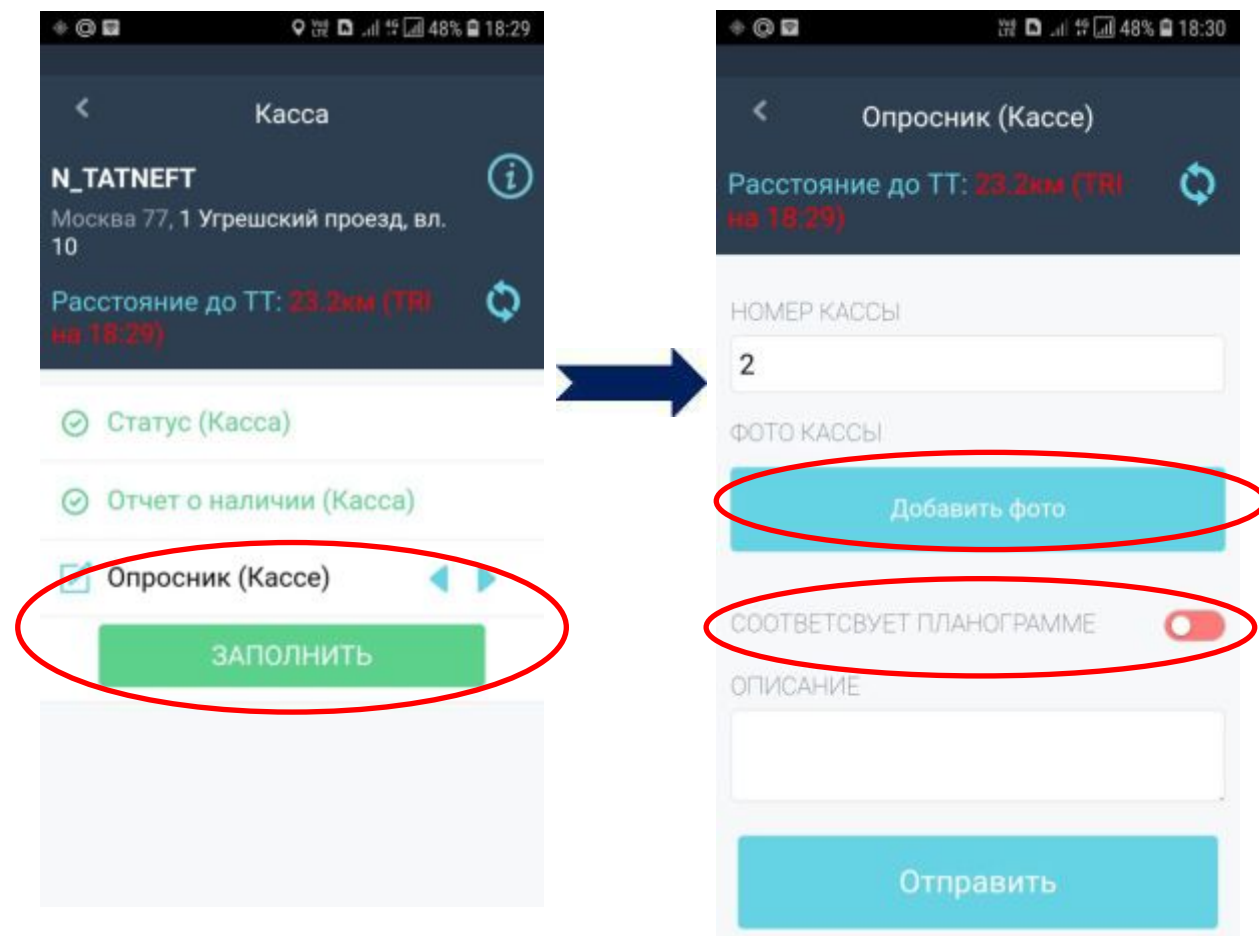 48% 18:29
Касса
N_TATNEFT
Москва 77, 1 Угрешский проезд, вл.
10
Расстояние до ТТ: 23.2км (TRI
на 18:29)
Статус (Касса)
Отчет о наличии (Касса)
Опросник (Кассе)
ЗАПОЛНИТЬ
48% 18:30
Опросник (Кассе)
Расстояние до ТТ: 23.2км (TRI
на 18:29)
НОМЕР КАССЫ
2
ФОТО КАССЫ
Добавить фото
СООТВЕТСВУЕТ ПЛАНОГРАММЕ
ОПИСАНИЕ
Отправить